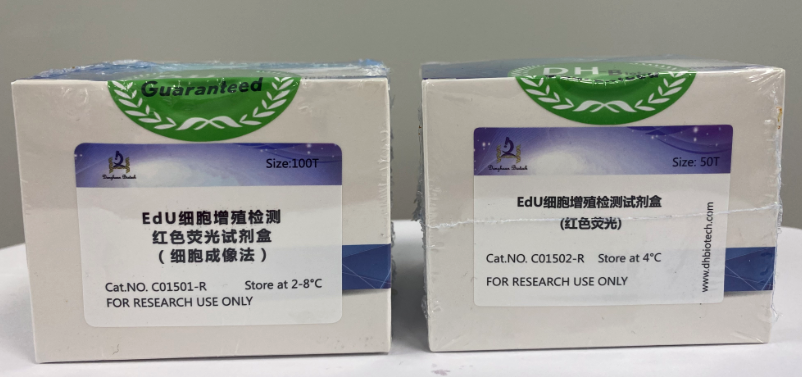 Guaranteed
Size:100T
EdU细胞增殖检测
红色荧光试剂盒
（细胞成像法）
Cat.NO. C01501-R Store at 2-8°C
FOR RESEARCH USE ONLY
DH
Size: 50T
EdU细胞增殖检测试剂盒
(红色荧光)
Cat.NO. C01502-R Store at 4°C
FOR RESEARCH USE ONLY
www.dhbiotech.com